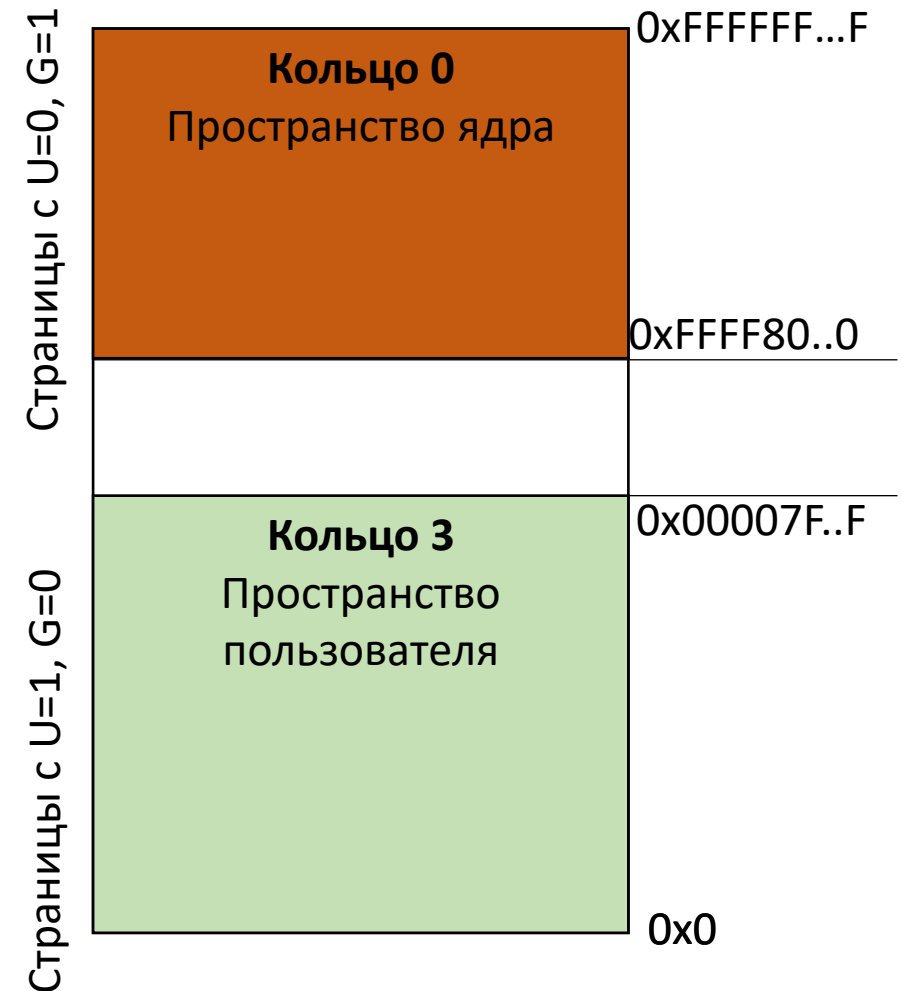 Страницы с U=0, G=1
Кольцо 0
Пространство ядра
0xFFFFFF...F
0xFFFF80..0
Страницы с U=1, G=0
Кольцо 3
Пространство
пользователя
0x00007F..F
0x0